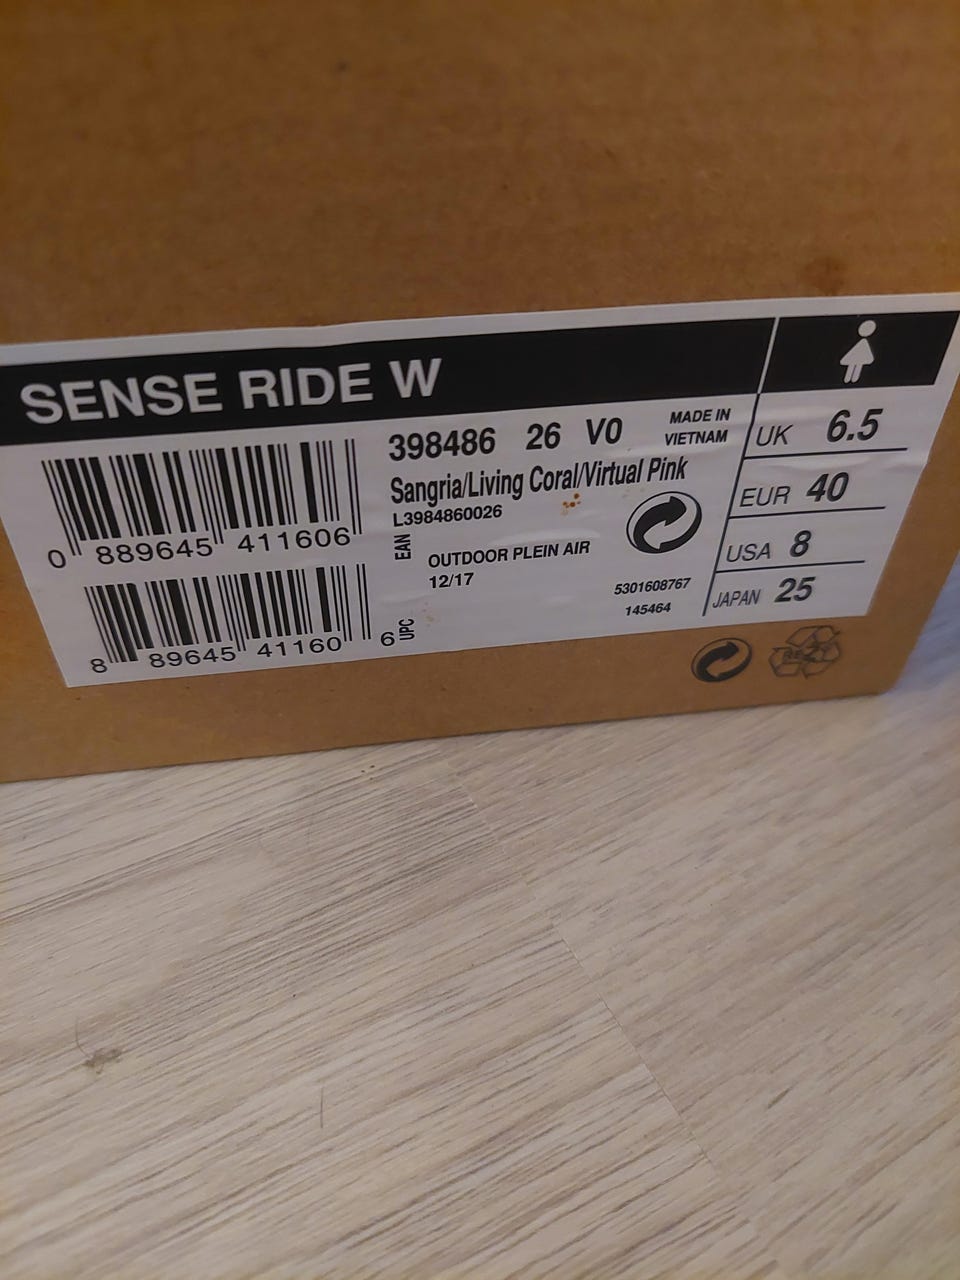 SENSE RIDE W
398486 26 V0
MADE IN
VIETNAM
Sangria/Living Coral/Virtual Pink
L3984860026
0 889645 411606
EAN
OUTDOOR PLEIN AIR
12/17
5301608767
145464
8 89645 41160 6
UPC
UK 6.5
EUR 40
USA 8
JAPAN 25